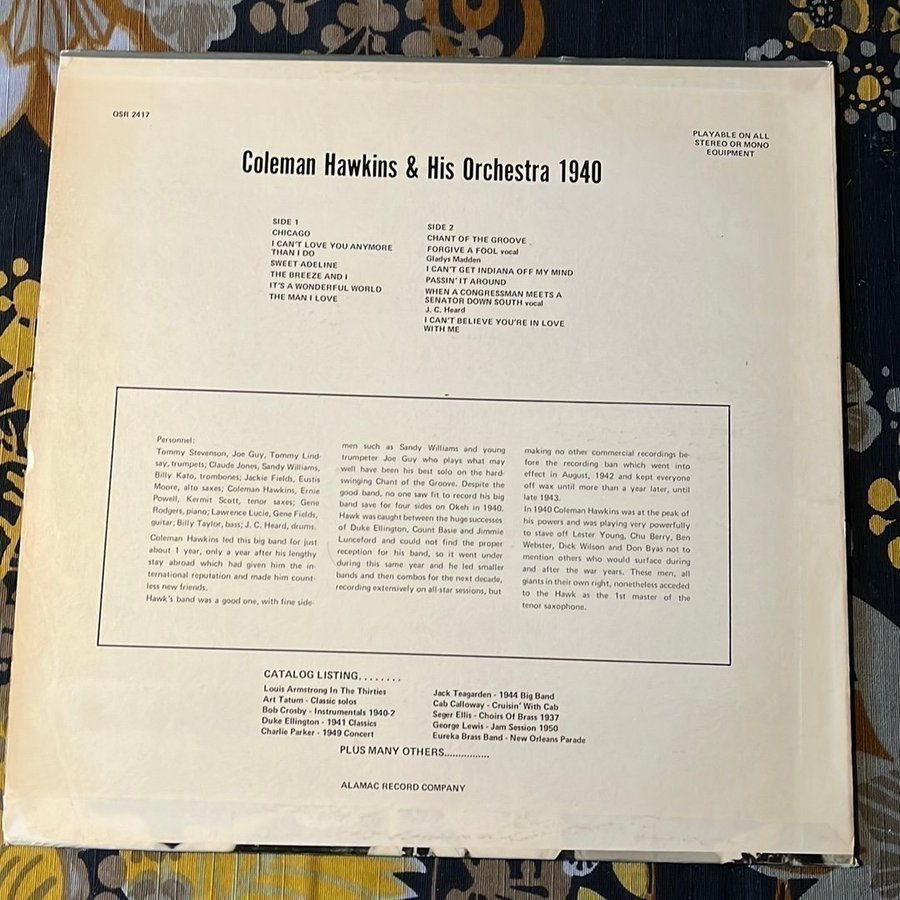 QSR 2417
PLAYABLE ON ALL
STEREO OR MONO
EQUIPMENT
Coleman Hawkins & His Orchestra 1940
SIDE 1
CHICAGO
I CAN'T LOVE YOU ANYMORE
THAN I DO
SWEET ADELINE
THE BREEZE AND I
IT'S A WONDERFUL WORLD
THE MAN I LOVE
SIDE 2
CHANT OF THE GROOVE
FORGIVE A FOOL vocal
Gladys Madden
I CAN'T GET INDIANA OFF MY MIND
PASSIN' IT AROUND
WHEN A CONGRESSMAN MEETS A
SENATOR DOWN SOUTH vocal
J. C. Heard
I CAN'T BELIEVE YOU'RE IN LOVE
WITH ME
Personnel:
Tommy Stevenson, Joe Guy, Tommy Lind-
say, trumpets; Claude Jones, Sandy Williams,
Billy Kato, trombones; Jackie Fields, Eustis
Moore, alto saxes; Coleman Hawkins, Ernie
Powell, Kermit Scott, tenor saxes; Gene
Rodgers, piano; Lawrence Lucie, Gene Fields,
guitar; Billy Taylor, bass; J. C. Heard, drums.
Coleman Hawkins led this big band for just
about 1 year, only a year after his lengthy
stay abroad which had given him the in-
ternational reputation and made him count-
less new friends.
Hawk's band was a good one, with fine side-
men such as Sandy Williams and young
trumpeter Joe Guy who plays what may
well have been his best solo on the hard-
swinging Chant of the Groove. Despite the
good band, no one saw fit to record his big
band save for four sides on Okeh in 1940.
Hawk was caught between the huge successes
of Duke Ellington, Count Basie and Jimmie
Lunceford and could not find the proper
reception for his band, so it went under
during this same year and he led smaller
bands and then combos for the next decade,
recording extensively on all-star sessions, but
making no other commercial recordings be-
fore the recording ban which went into
effect in August, 1942 and kept everyone
off wax until more than a year later, until
late 1943.
In 1940 Coleman Hawkins was at the peak of
his powers and was playing very powerfully
to stave off Lester Young, Chu Berry, Ben
Webster, Dick Wilson and Don Byas not to
mention others who would surface during
and after the war years. These men, all
giants in their own right, nonetheless acceded
to the Hawk as the 1st master of the
tenor saxophone.
CATALOG LISTING........
Louis Armstrong In The Thirties
Art Tatum - Classic solos
Bob Crosby - Instrumentals 1940-2
Duke Ellington - 1941 Classics
Charlie Parker - 1949 Concert
Jack Teagarden - 1944 Big Band
Cab Calloway - Cruisin' With Cab
Seger Ellis - Choirs Of Brass 1937
George Lewis - Jam Session 1950
Eureka Brass Band - New Orleans Parade
PLUS MANY OTHERS................
ALAMAC RECORD COMPANY